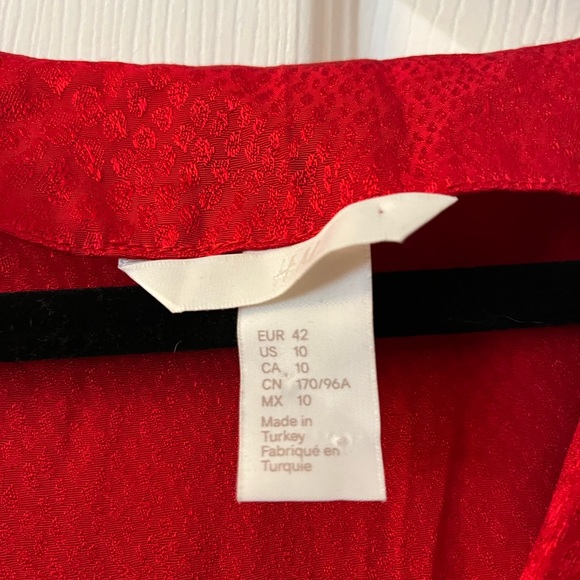 EUR 42
US 10
CA 10
CN 170/96A
MX 10
Made in
Turkey
Fabriqué en
Turquie